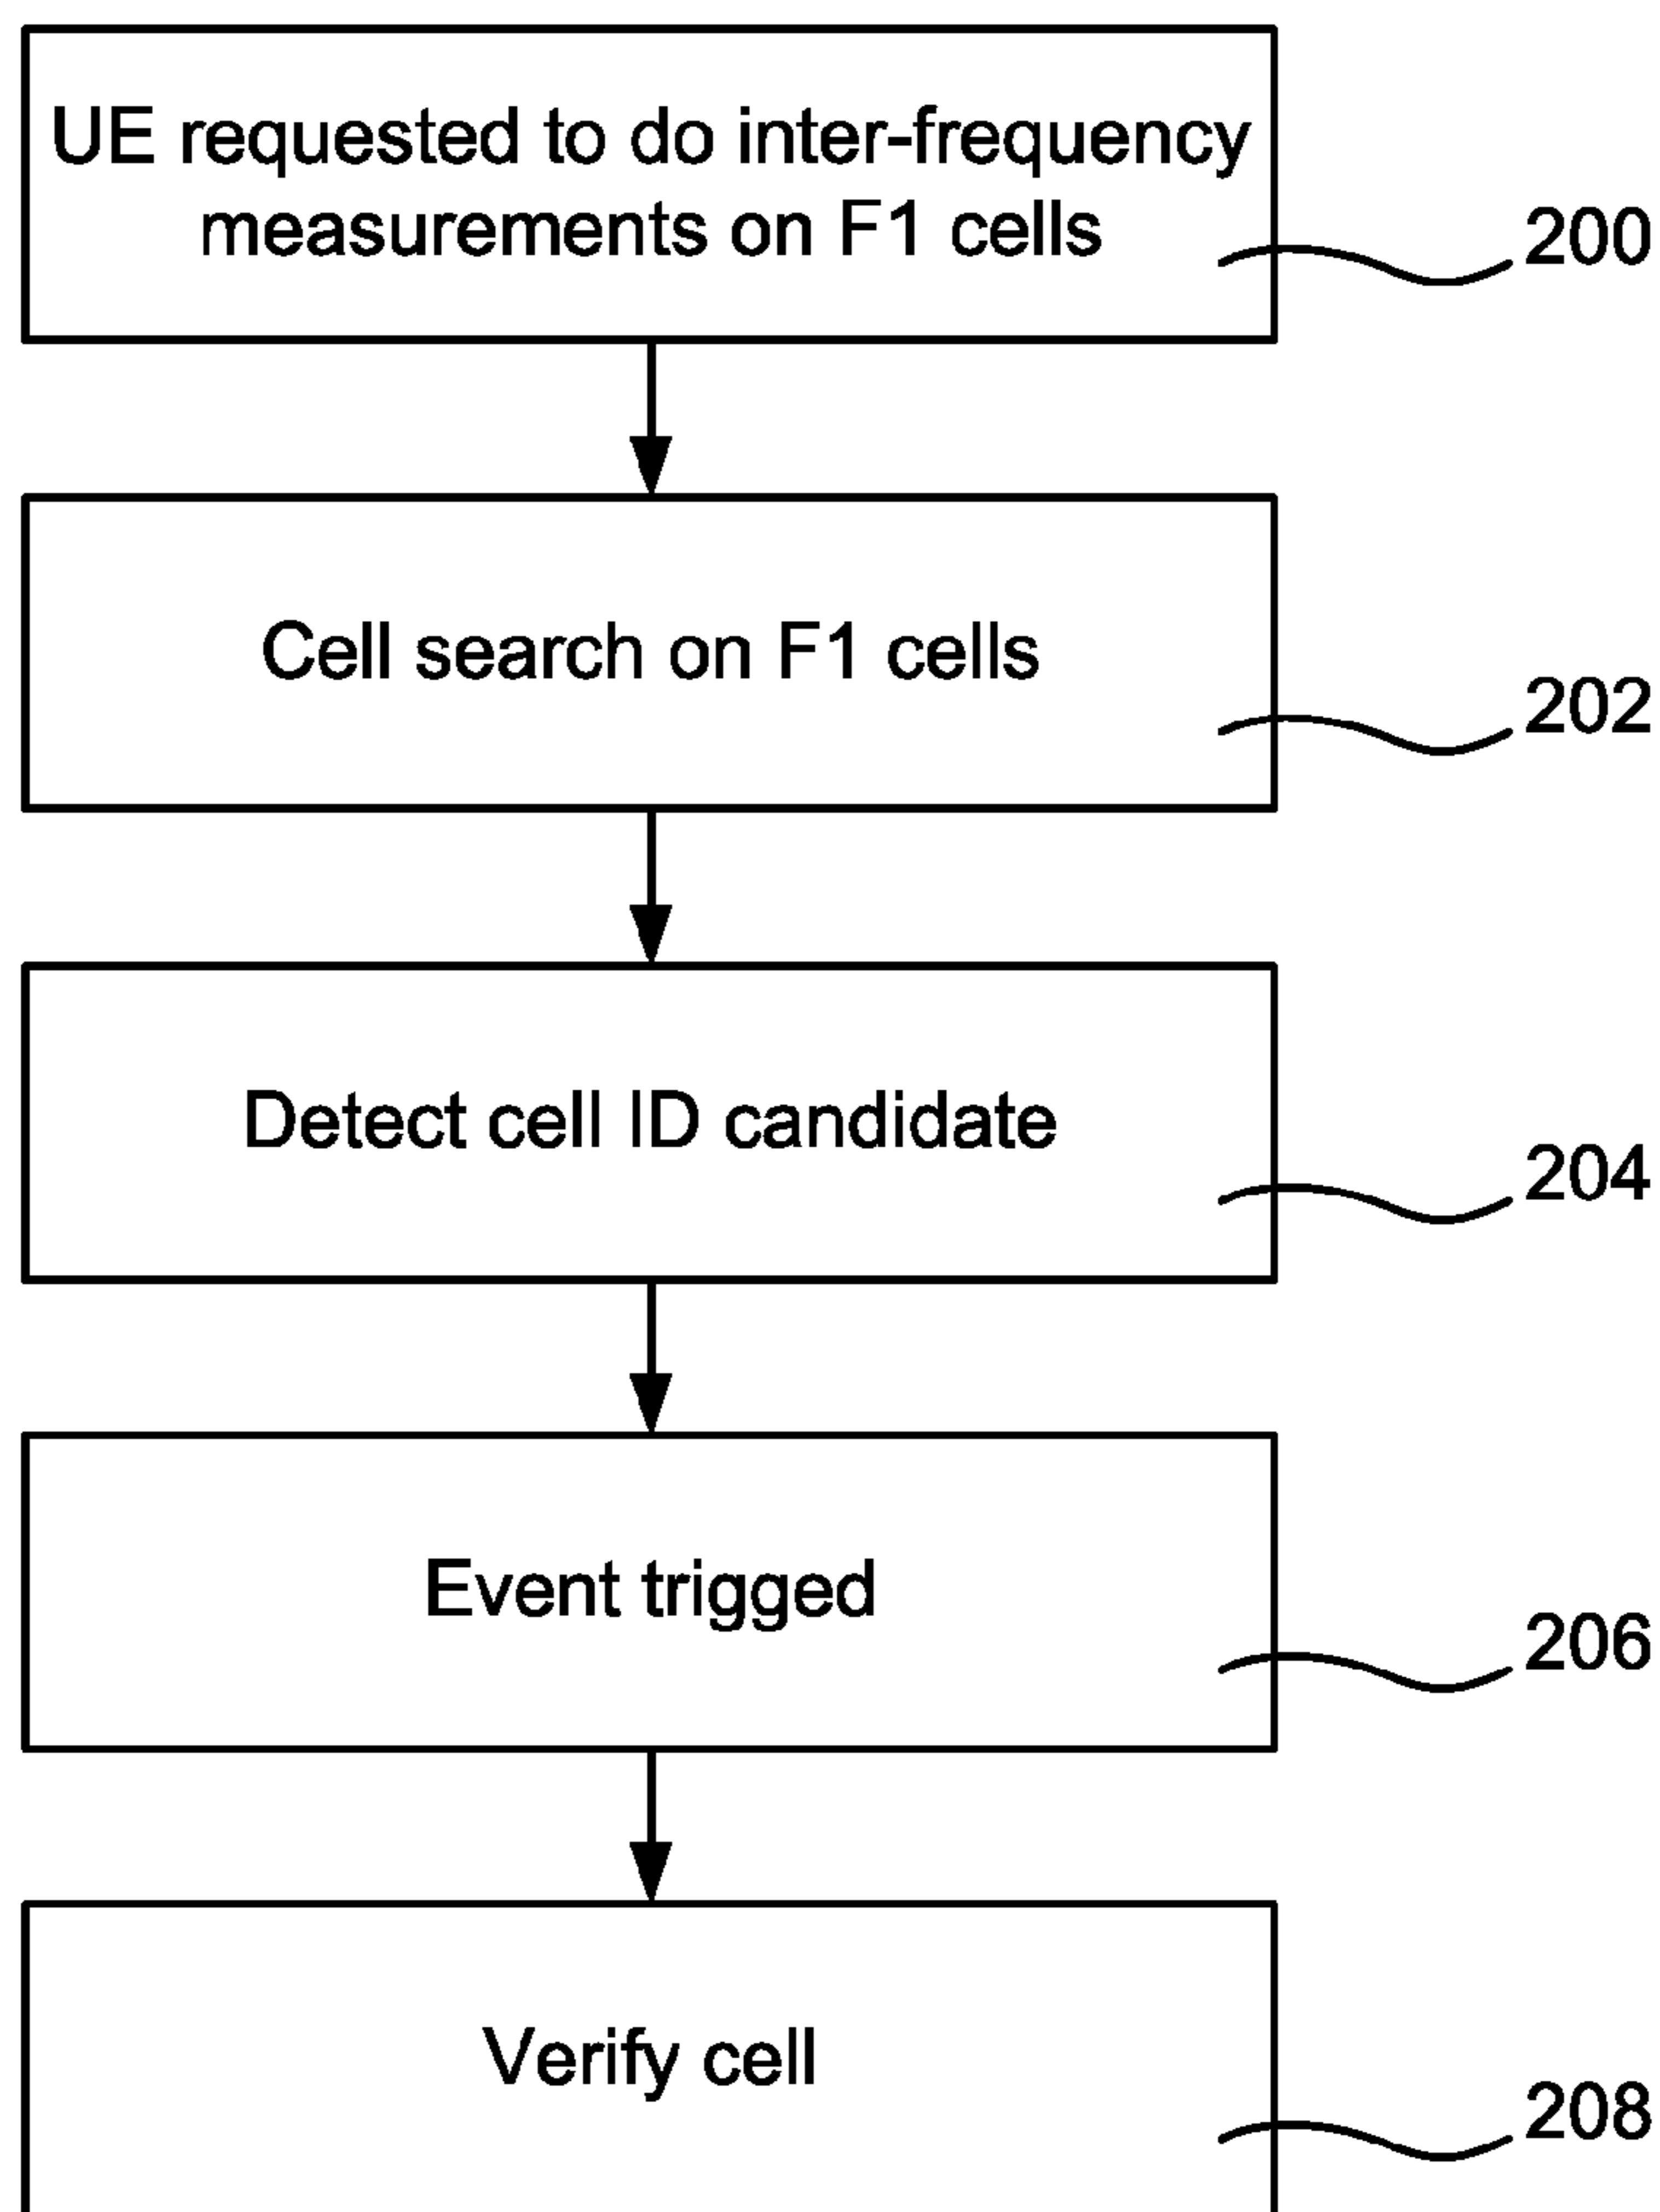 UE requested to do inter-frequency
measurements on F1 cells
200
Cell search on F1 cells
202
Detect cell ID candidate
204
Event trigged
206
Verify cell
208